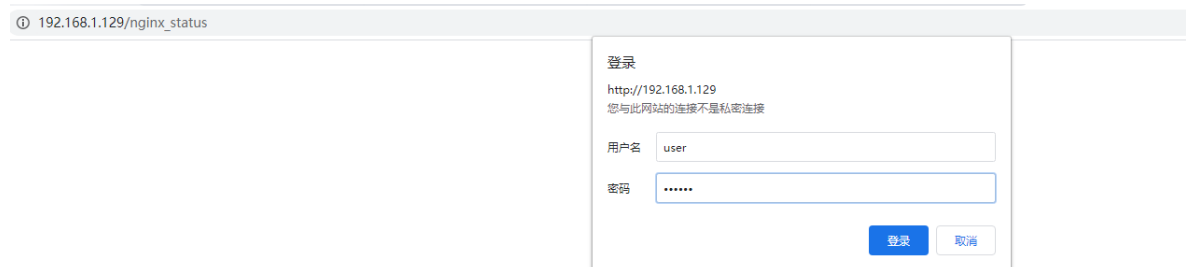 192.168.1.129/nginx_status
登录
http://192.168.1.129
您与此网站的连接不是私密连接
用户名 user
密码 ••••••
登录 取消